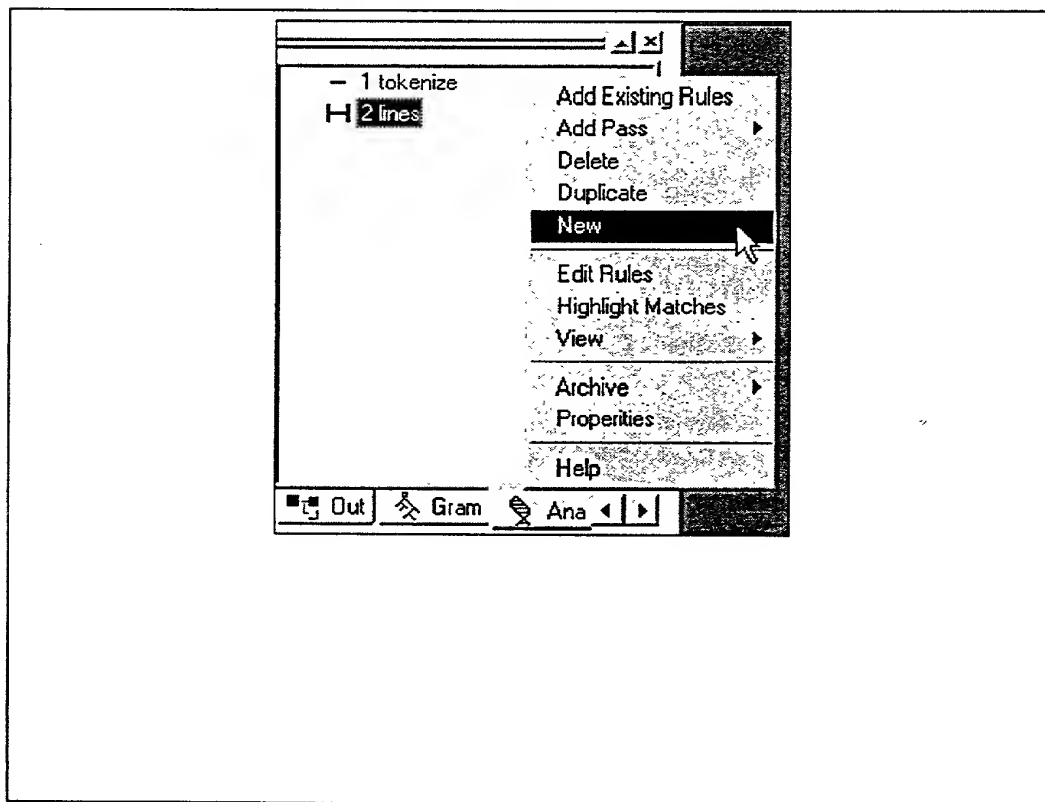 1 tokenize
2 lines
Add Existing Rules
Add Pass
Delete
Duplicate
New
Edit Rules
Highlight Matches
View
Archive
Properities
Help
Out Gram Ana